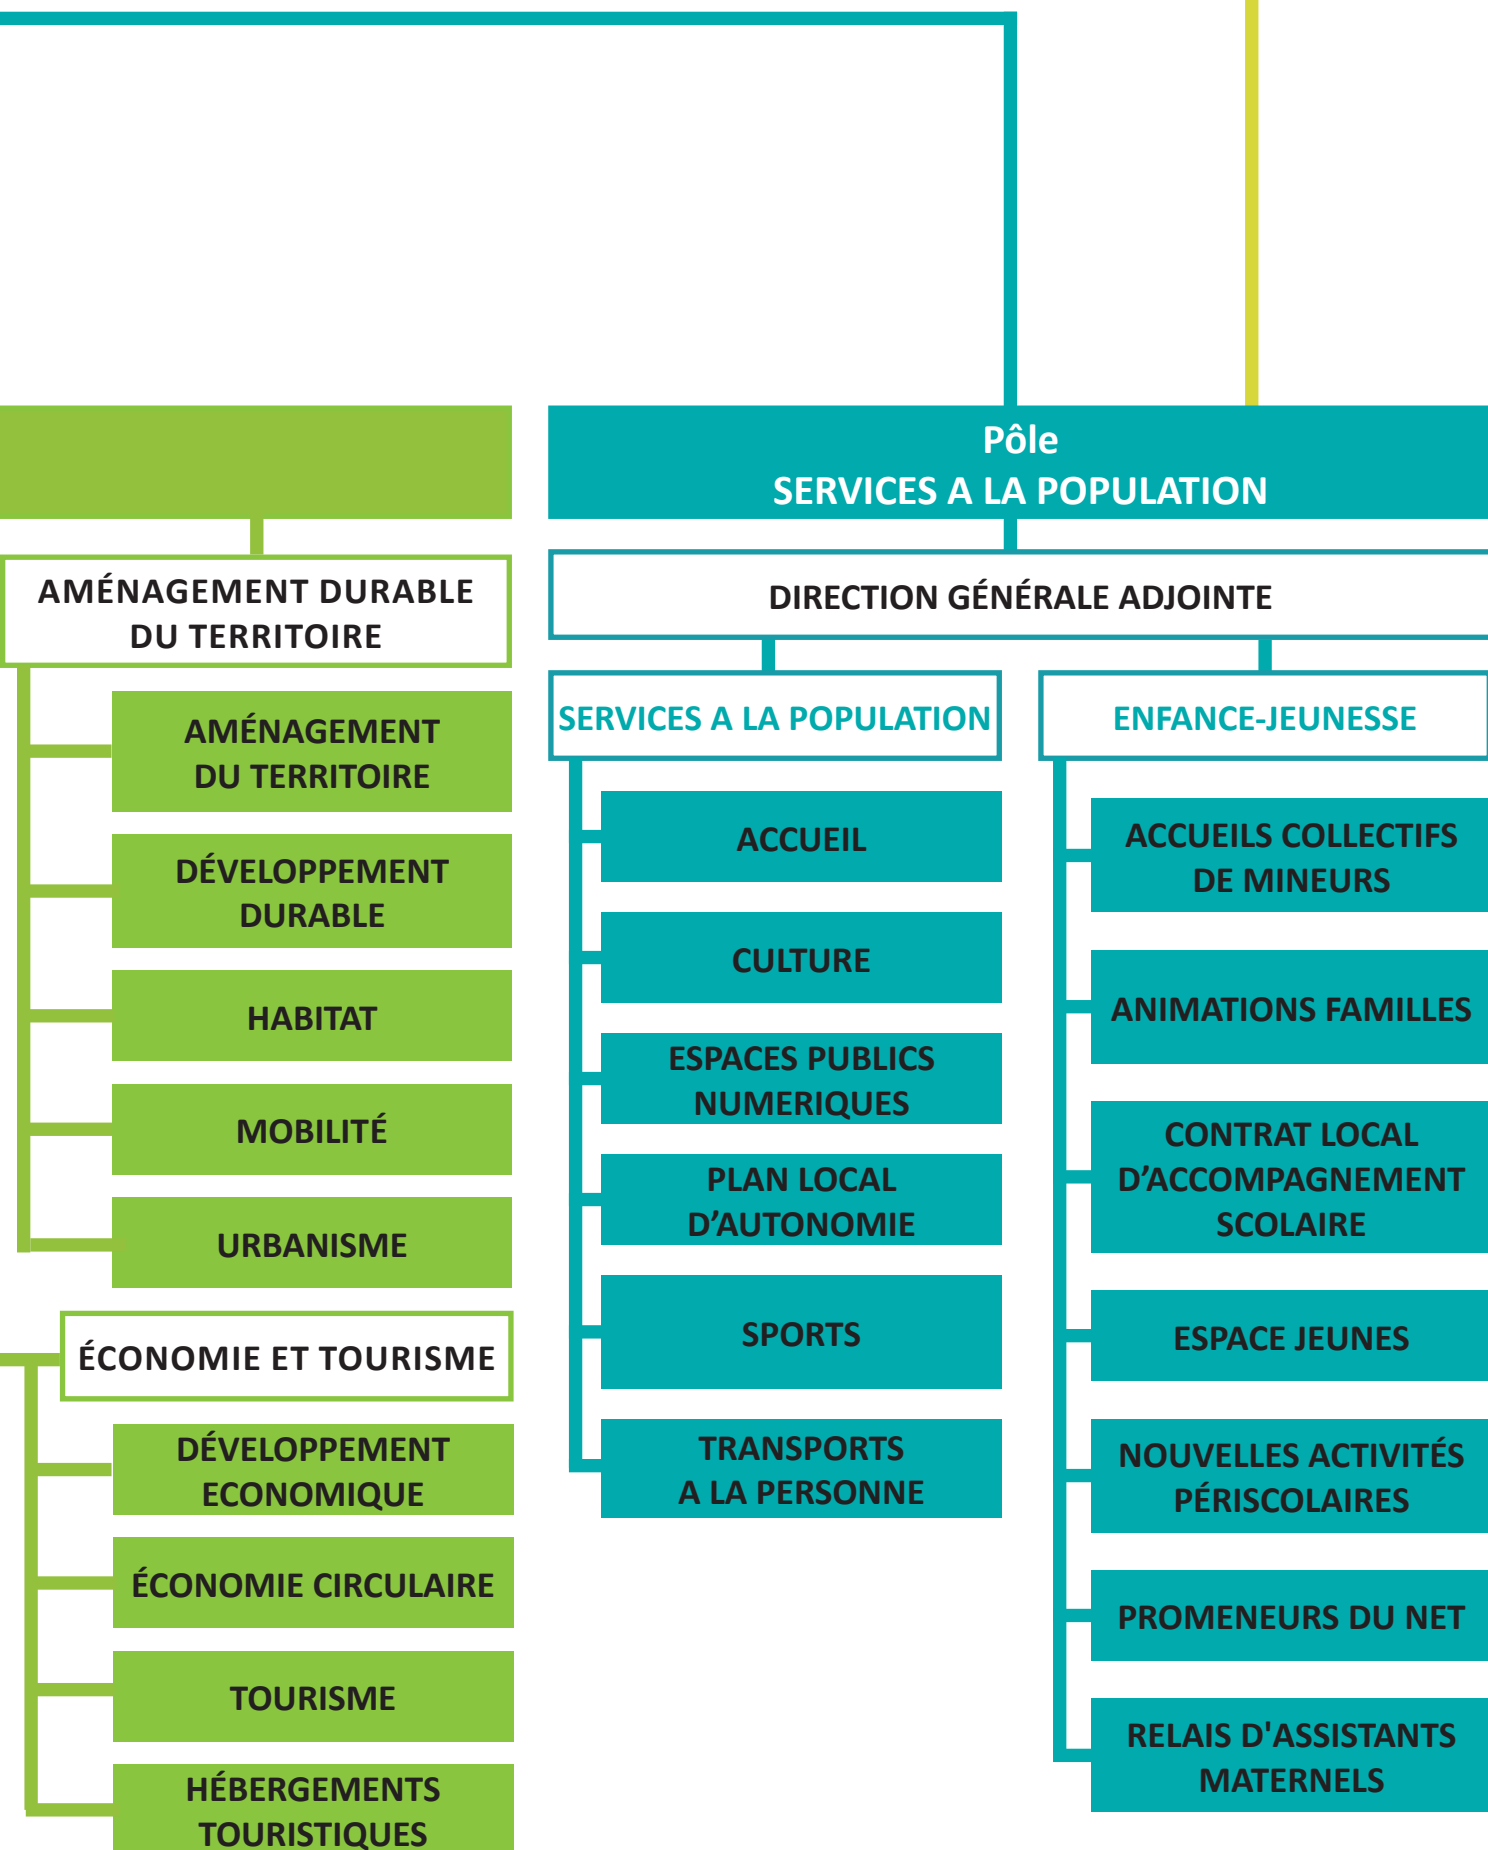 AMÉNAGEMENT DURABLE
DU TERRITOIRE
AMÉNAGEMENT
DU TERRITOIRE
DÉVELOPPEMENT
DURABLE
HABITAT
MOBILITÉ
URBANISME
ÉCONOMIE ET TOURISME
DÉVELOPPEMENT
ECONOMIQUE
ÉCONOMIE CIRCULAIRE
TOURISME
HÉBERGEMENTS
TOURISTIQUES
Pôle
SERVICES A LA POPULATION
DIRECTION GÉNÉRALE ADJOINTE
SERVICES A LA POPULATION
ACCUEIL
CULTURE
ESPACES PUBLICS
NUMERIQUES
PLAN LOCAL
D’AUTONOMIE
SPORTS
TRANSPORTS
A LA PERSONNE
ENFANCE-JEUNESSE
ACCUEILS COLLECTIFS
DE MINEURS
ANIMATIONS FAMILLES
CONTRAT LOCAL
D’ACCOMPAGNEMENT
SCOLAIRE
ESPACE JEUNES
NOUVELLES ACTIVITÉS
PÉRISCOLAIRES
PROMENEURS DU NET
RELAIS D'ASSISTANTS
MATERNELS